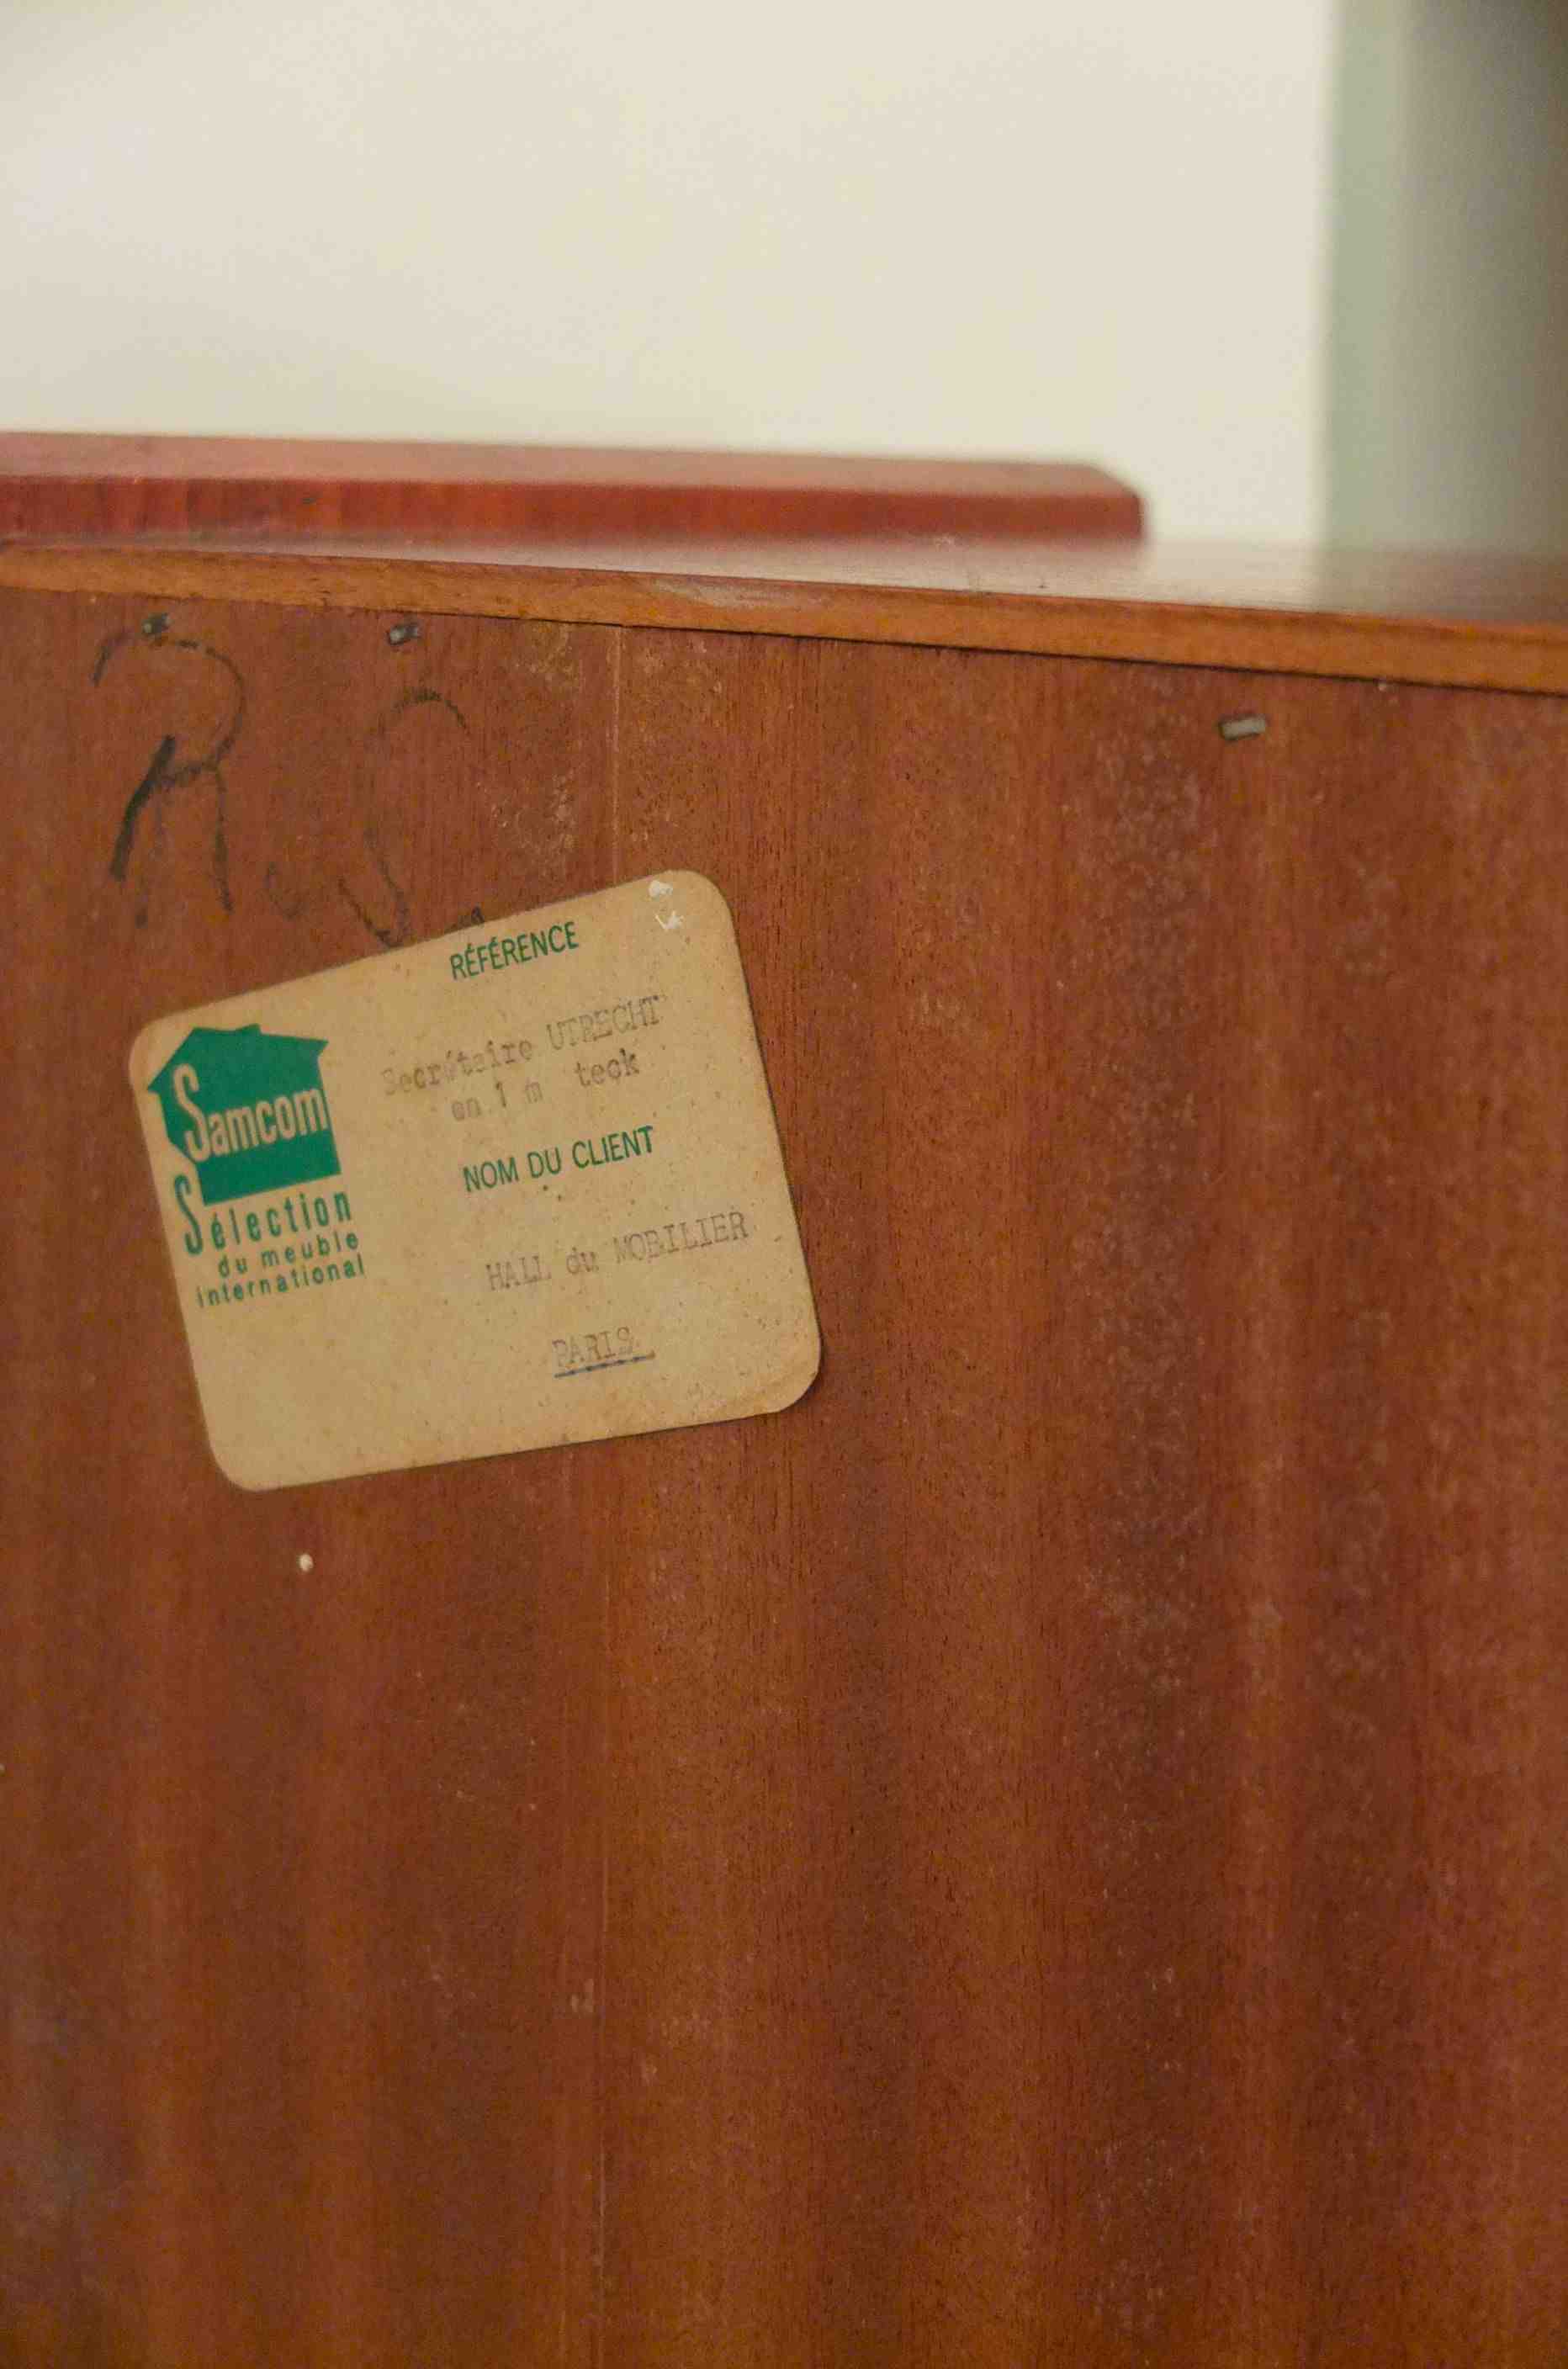 RÉFÉRENCE
Secrétaire UTRECHT
en 1 m teck
NOM DU CLIENT
HALL du MOBILIER
PARIS
Samcom
Sélection
du meuble
international